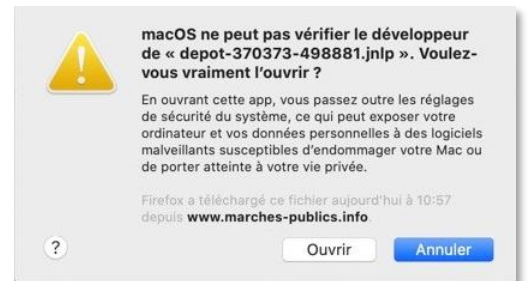 macOS ne peut pas vérifier le développeur
de « depot-370373-498881.jnlp ». Voulez-
vous vraiment l'ouvrir ?
En ouvrant cette app, vous passez outre les réglages
de sécurité du système, ce qui peut exposer votre
ordinateur et vos données personnelles à des logiciels
malveillants susceptibles d'endommager votre Mac ou
de porter atteinte à votre vie privée.
Firefox a téléchargé ce fichier aujourd'hui à 10:57
depuis www.marches-publics.info.
? Ouvrir Annuler